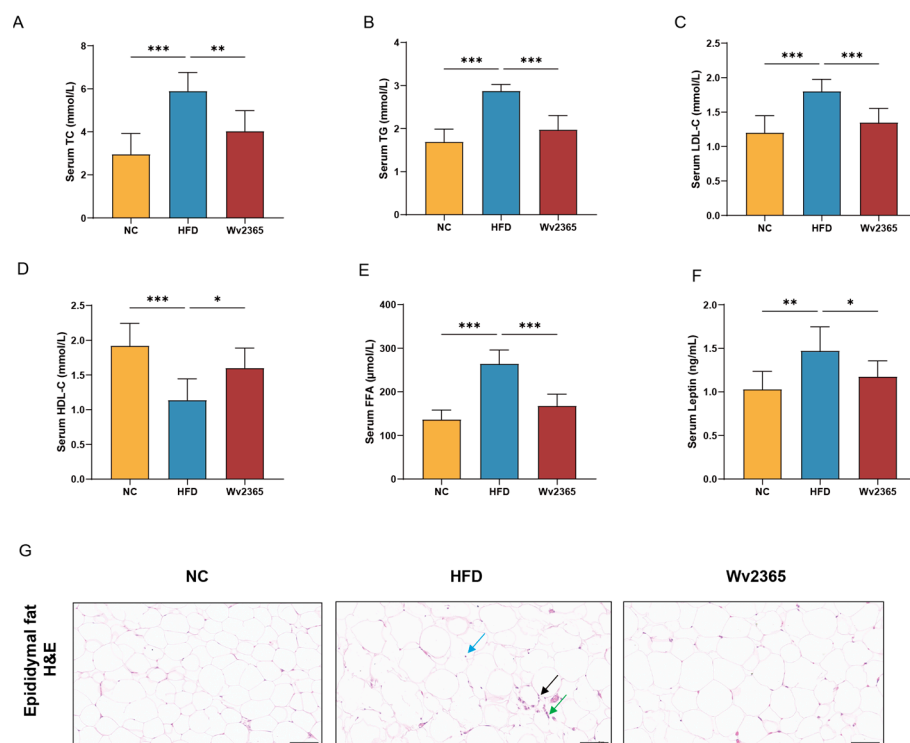 A
Serum TC (mmol/L)
8
6
4
2
0
***
**
NC
HFD
Wv2365
B
Serum TG (mmol/L)
4
3
2
1
0
***
***
NC
HFD
Wv2365
C
Serum LDL-C (mmol/L)
2.5
2.0
1.5
1.0
0.5
0.0
***
***
NC
HFD
Wv2365
D
Serum HDL-C (mmol/L)
2.5
2.0
1.5
1.0
0.5
0.0
***
*
NC
HFD
Wv2365
E
Serum FFA (μmol/L)
400
300
200
100
0
***
***
NC
HFD
Wv2365
F
Serum Leptin (ng/mL)
2.0
1.5
1.0
0.5
0.0
**
*
NC
HFD
Wv2365
G
NC
HFD
Wv2365
Epididymal fat
H&E